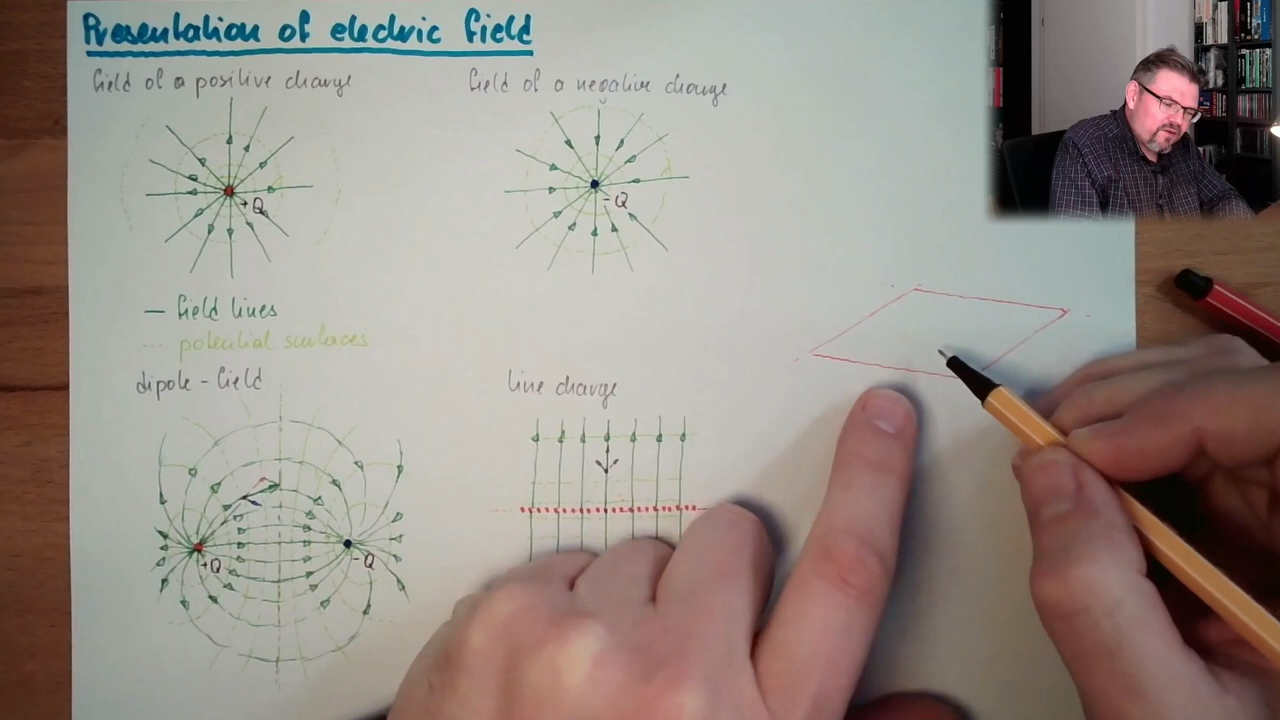 Presentation of electric field
field of a positive charge
field of a negative charge
+Q
-Q
— field lines
--- potential surfaces
dipole-field
line charge
+Q
-Q